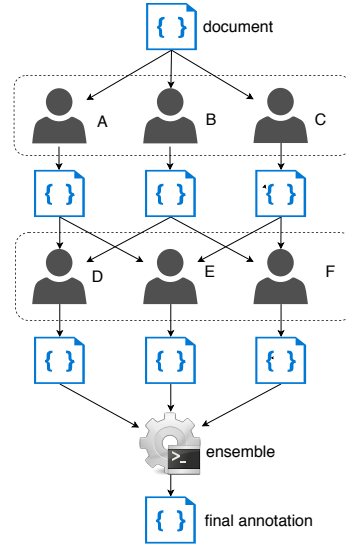 { } document
A B C
{ } { } { }
D E F
{ } { } { }
>_ ensemble
{ } final annotation